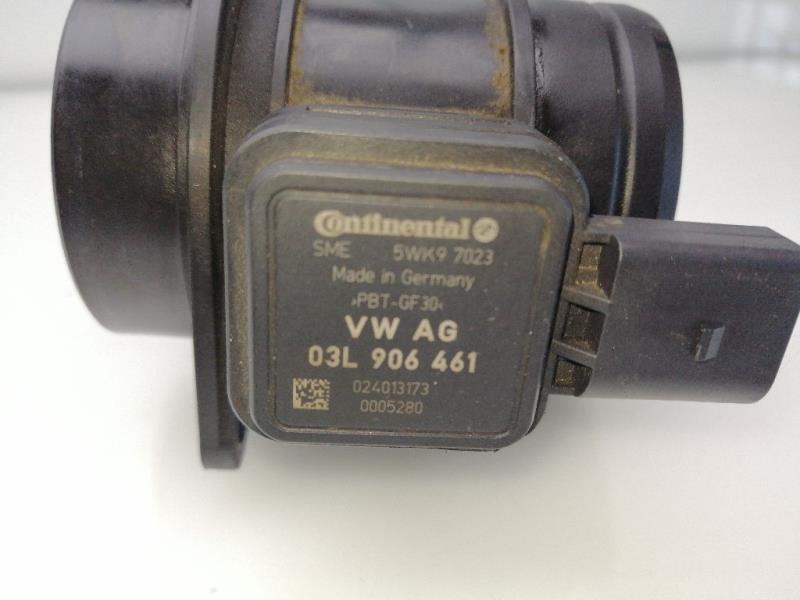 Continental
SME 5WK9 7023
Made in Germany
>PBT-GF30<
VW AG
03L 906 461
024013173
0005280